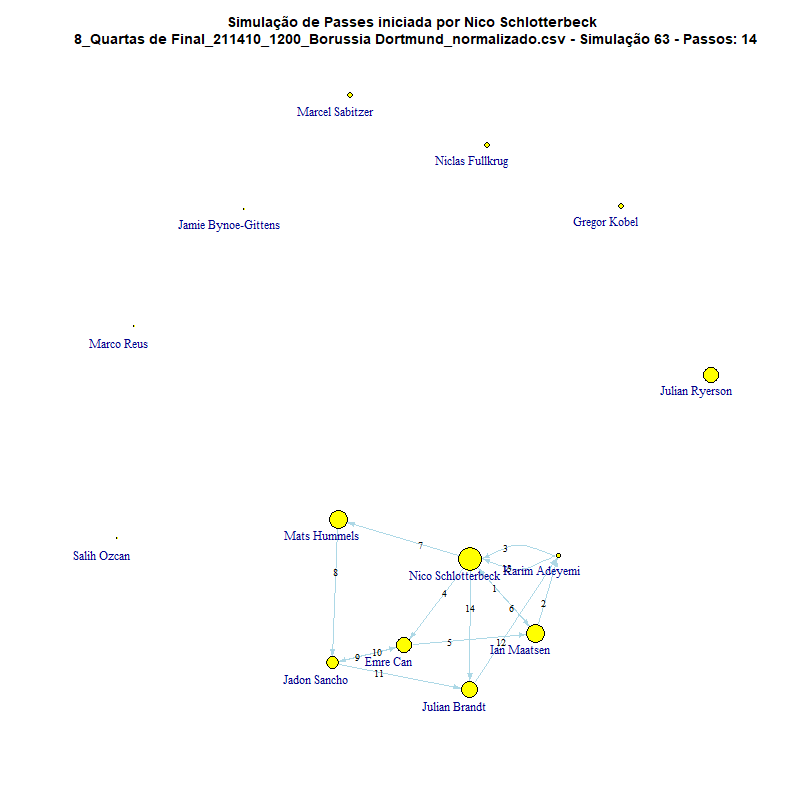 Simulação de Passes iniciada por Nico Schlotterbeck
8_Quartas de Final_211410_1200_Borussia Dortmund_normalizado.csv - Simulação 63 - Passos: 14
Marcel Sabitzer
Niclas Fullkrug
Jamie Bynoe-Gittens
Gregor Kobel
Marco Reus
Julian Ryerson
Mats Hummels
7
3
Salih Ozcan
8
Nico Schlotterbeck
13
Karim Adeyemi
4
1
14
6
2
5
12
Ian Maatsen
9
10
Emre Can
11
Jadon Sancho
Julian Brandt